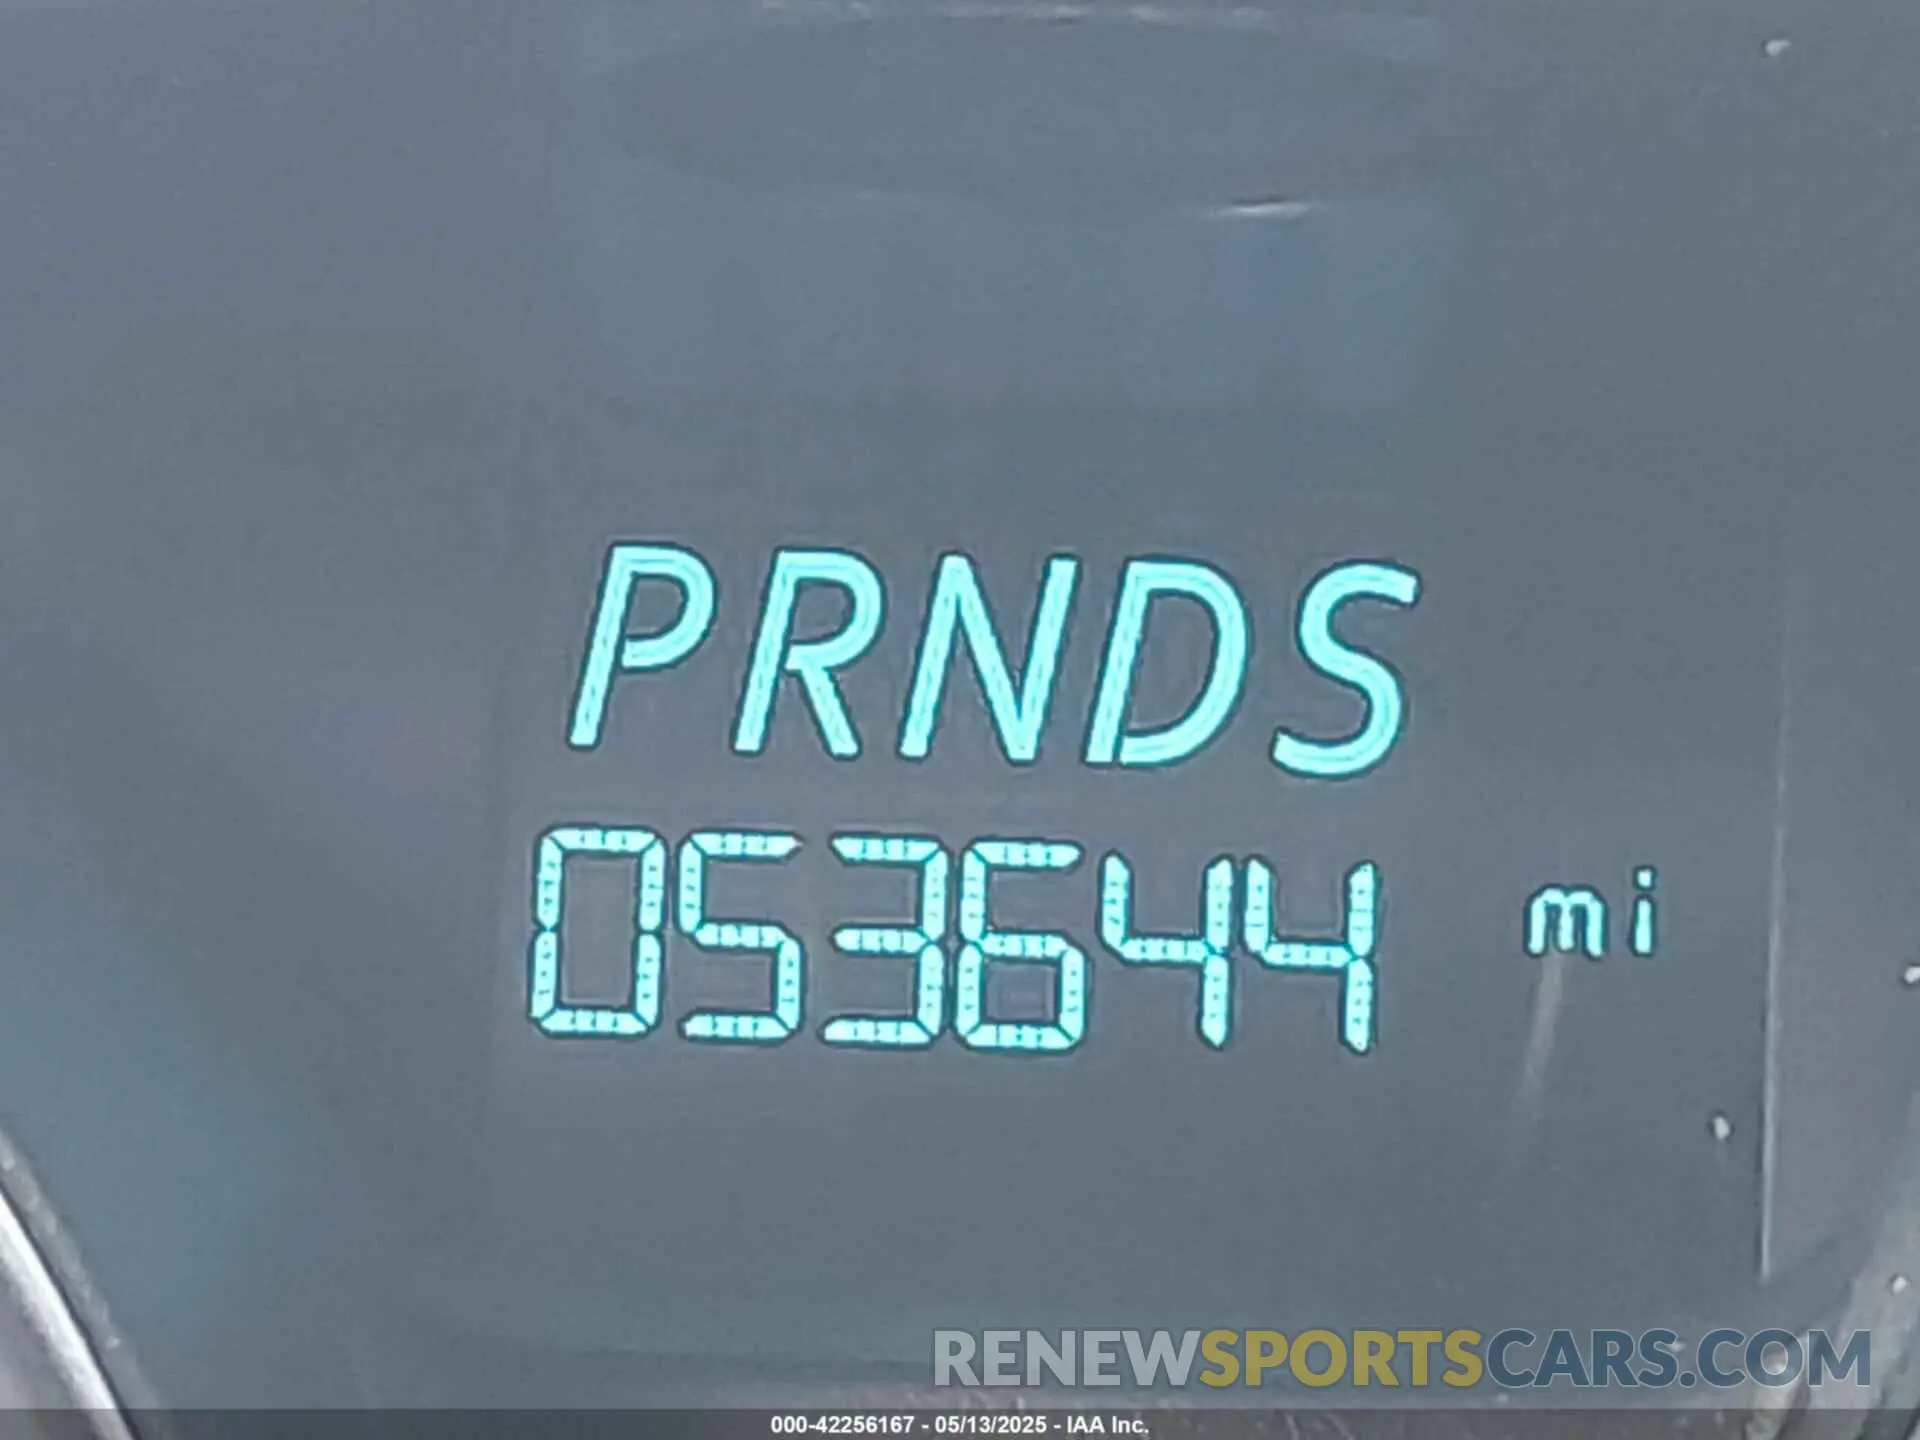 PRNDS
053644 mi
RENEWSPORTSCARS.COM
000-42256167 - 05/13/2025 - IAA Inc.